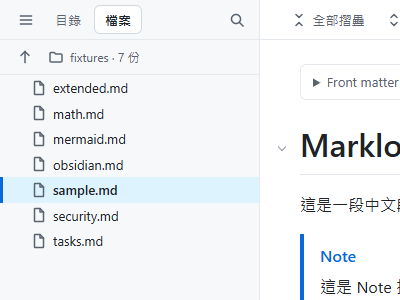 目錄 檔案 全部摺疊
fixtures · 7 份
Front matter
extended.md
math.md
mermaid.md
obsidian.md
sample.md
security.md
tasks.md
Marklo
這是一段中文
Note
這是 Note